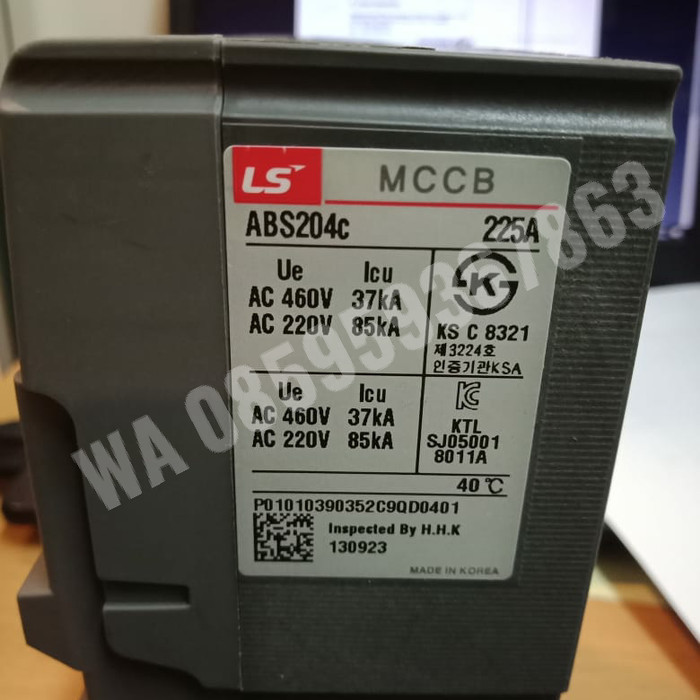 LS MCCB
ABS204c 225A
Ue Icu
AC 460V 37kA
AC 220V 85kA
K
KS C 8321
제3224호
인증기관KSA
Ue Icu
AC 460V 37kA
AC 220V 85kA
KTL
SJ05001
8011A
40℃
P01010390352C9QD0401
Inspected By H.H.K
130923
MADE IN KOREA
WA 085959367863